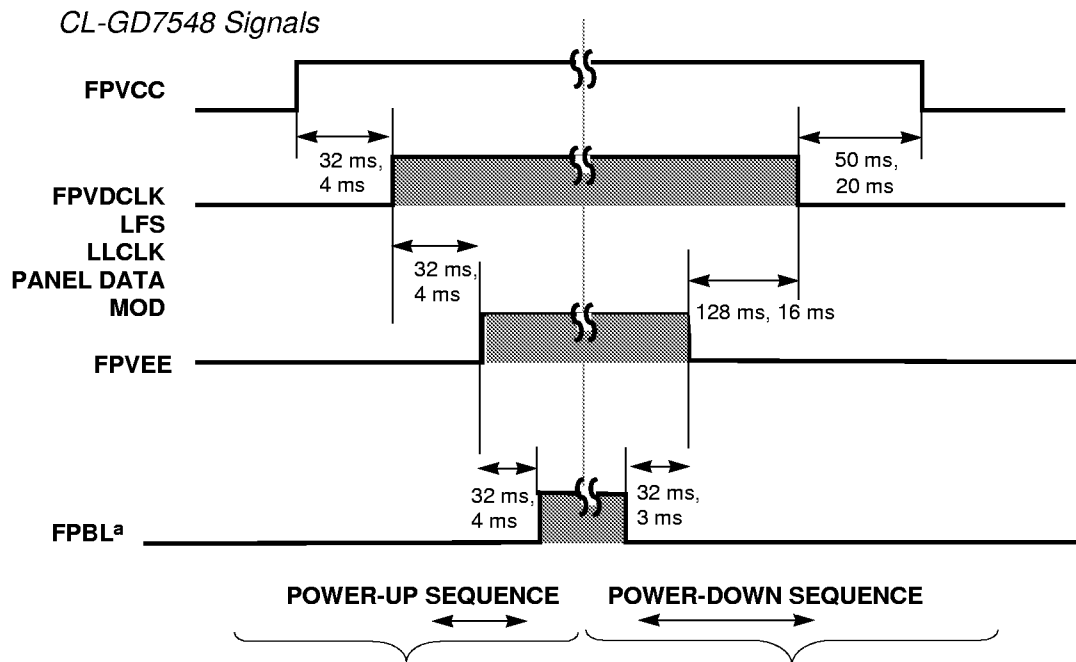 CL-GD7548 Signals
FPVCC
32 ms,
4 ms
50 ms,
20 ms
FPVDCLK
LFS
LLCLK
PANEL DATA
MOD
32 ms,
4 ms
128 ms, 16 ms
FPVEE
32 ms,
4 ms
32 ms,
3 ms
FPBLa
POWER-UP SEQUENCE
POWER-DOWN SEQUENCE